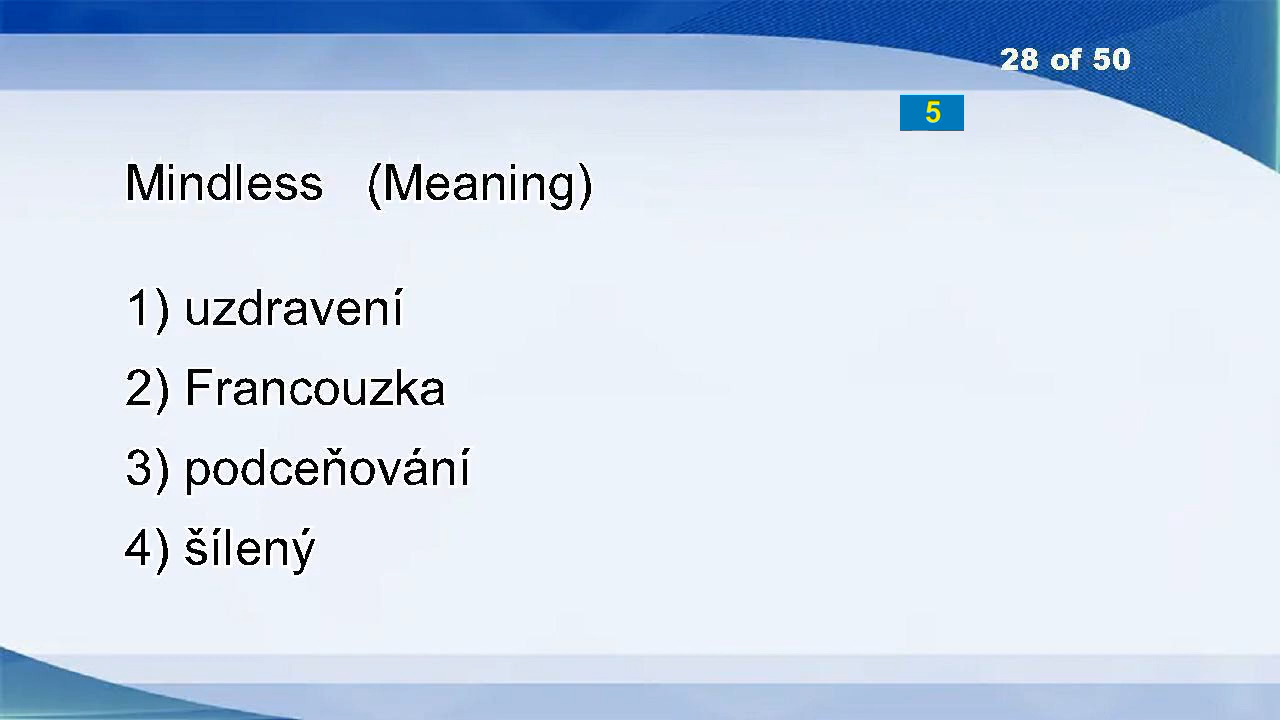 28 of 50
5
Mindless (Meaning)
1) uzdravení
2) Francouzka
3) podceňování
4) šílený